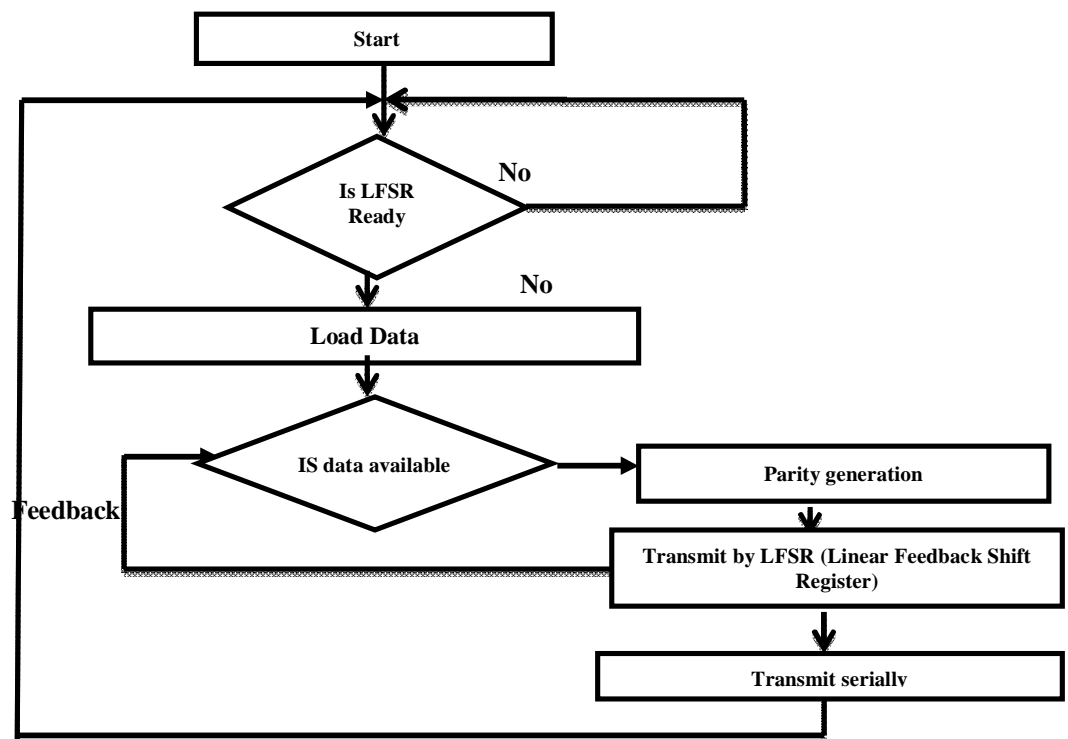 Start
No
Is LFSR
Ready
No
Load Data
IS data available
Parity generation
Feedback
Transmit by LFSR (Linear Feedback Shift
Register)
Transmit serially